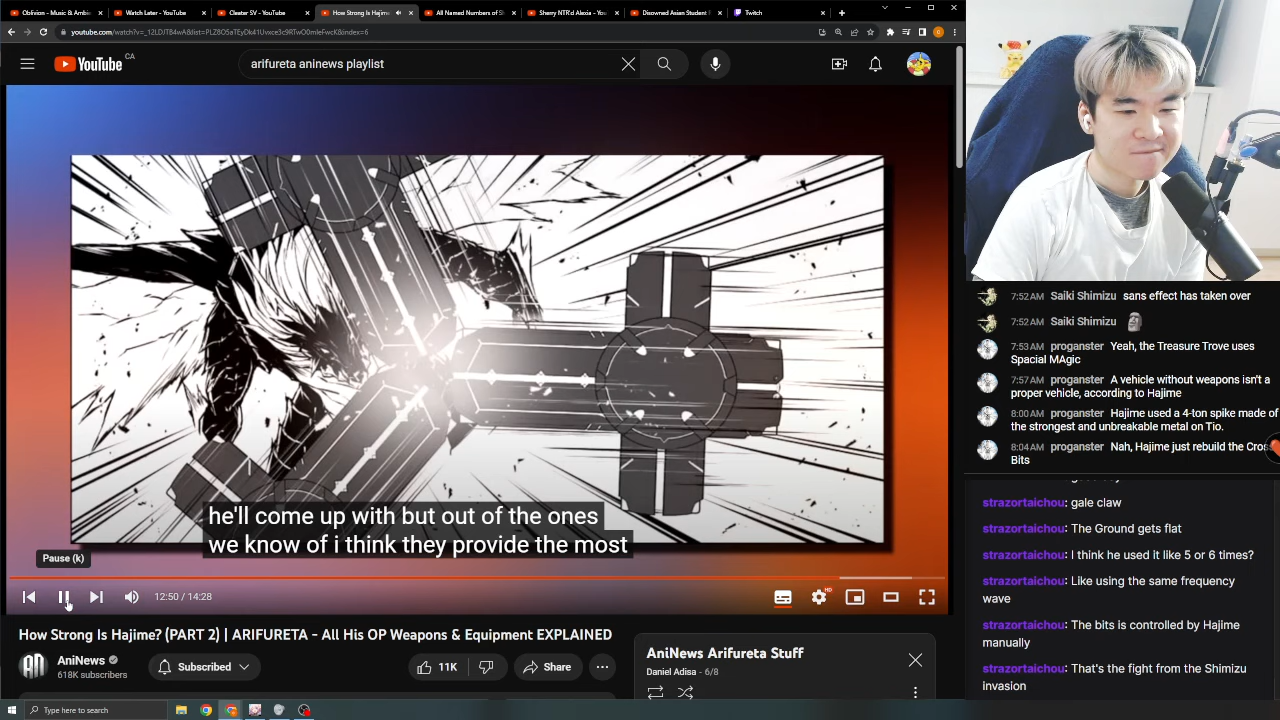 Oblivion - Music & Ambie
Watch Later - YouTube
Cleater SV - YouTube
How Strong Is Hajime
All Named Numbers of S
Sherry NTR'd Alexia - You
Disowned Asian Student
Twitch
youtube.com/watch?v=_12LD/TB4wA&list=PLZBO5aTEyDk41Uvxce3c9RTwO0mleFwcK&index=6
YouTube CA
arifureta aninews playlist
he'll come up with but out of the ones
we know of i think they provide the most
Pause (k)
12:50 / 14:28
HD
How Strong Is Hajime? (PART 2) | ARIFURETA - All His OP Weapons & Equipment EXPLAINED
AN
AniNews
618K subscribers
Subscribed
11K
Share
AniNews Arifureta Stuff
Daniel Adisa - 6/8
7:52 AM Saiki Shimizu sans effect has taken over
7:52 AM Saiki Shimizu
7:53 AM proganster Yeah, the Treasure Trove uses
Spacial MAgic
7:57 AM proganster A vehicle without weapons isn't a
proper vehicle, according to Hajime
8:00 AM proganster Hajime used a 4-ton spike made of
the strongest and unbreakable metal on Tio.
8:04 AM proganster Nah, Hajime just rebuild the Cros
Bits
strazortaichou: gale claw
strazortaichou: The Ground gets flat
strazortaichou: I think he used it like 5 or 6 times?
strazortaichou: Like using the same frequency
wave
strazortaichou: The bits is controlled by Hajime
manually
strazortaichou: That's the fight from the Shimizu
invasion
Type here to search